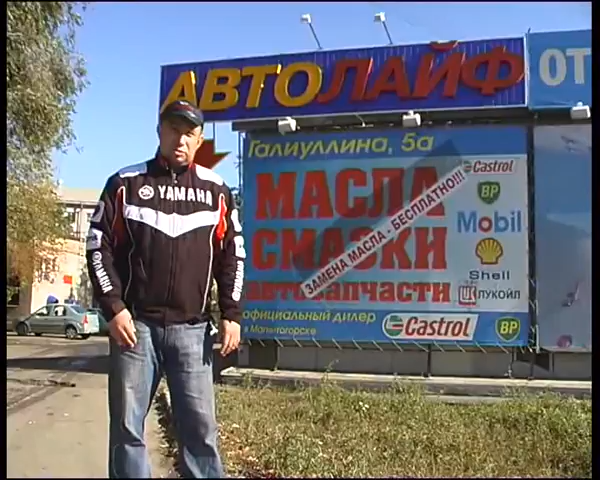 АВТОЛАЙФ
ОТ
Галиуллина, 5а
МАСЛА
СМАЗКИ
автозапчасти
ЗАМЕНА МАСЛА - БЕСПЛАТНО!!!
официальный дилер
в Магнитогорске
Castrol
Castrol
BP
Mobil
Shell
ЛУКОЙЛ
BP
YAMAHA
YAMAHA